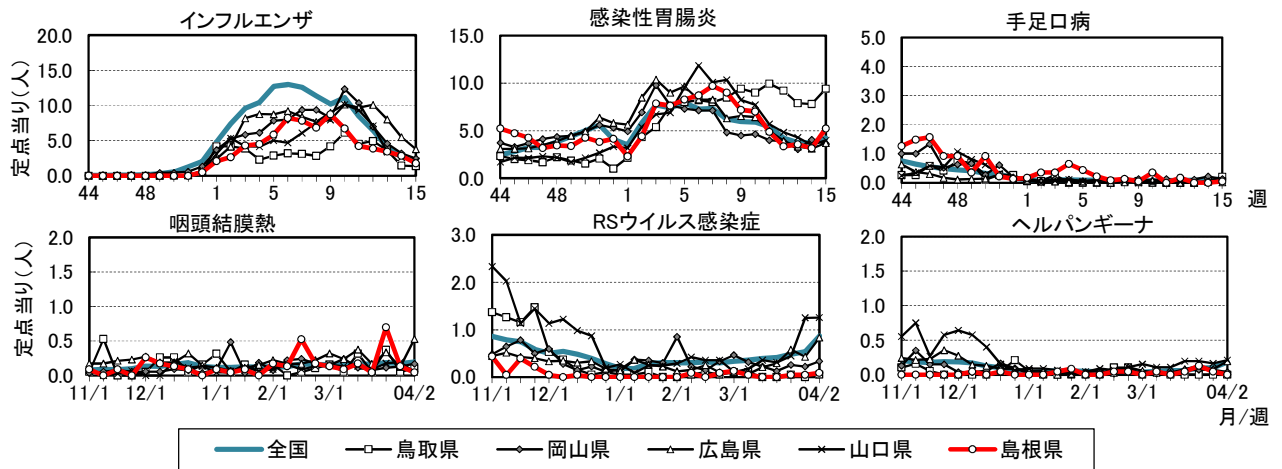 インフルエンザ
定点当り(人)
20.0
15.0
10.0
5.0
0.0
44 48 1 5 9 15
感染性胃腸炎
15.0
10.0
5.0
0.0
44 48 1 5 9 15
手足口病
5.0
4.0
3.0
2.0
1.0
0.0
44 48 1 5 9 15 週
咽頭結膜熱
定点当り(人)
2.0
1.5
1.0
0.5
0.0
11/1 12/1 1/1 2/1 3/1 04/2
RSウイルス感染症
3.0
2.0
1.0
0.0
11/1 12/1 1/1 2/1 3/1 04/2
ヘルパンギーナ
2.0
1.5
1.0
0.5
0.0
11/1 12/1 1/1 2/1 3/1 04/2
月/週
全国 鳥取県 岡山県 広島県 山口県 島根県